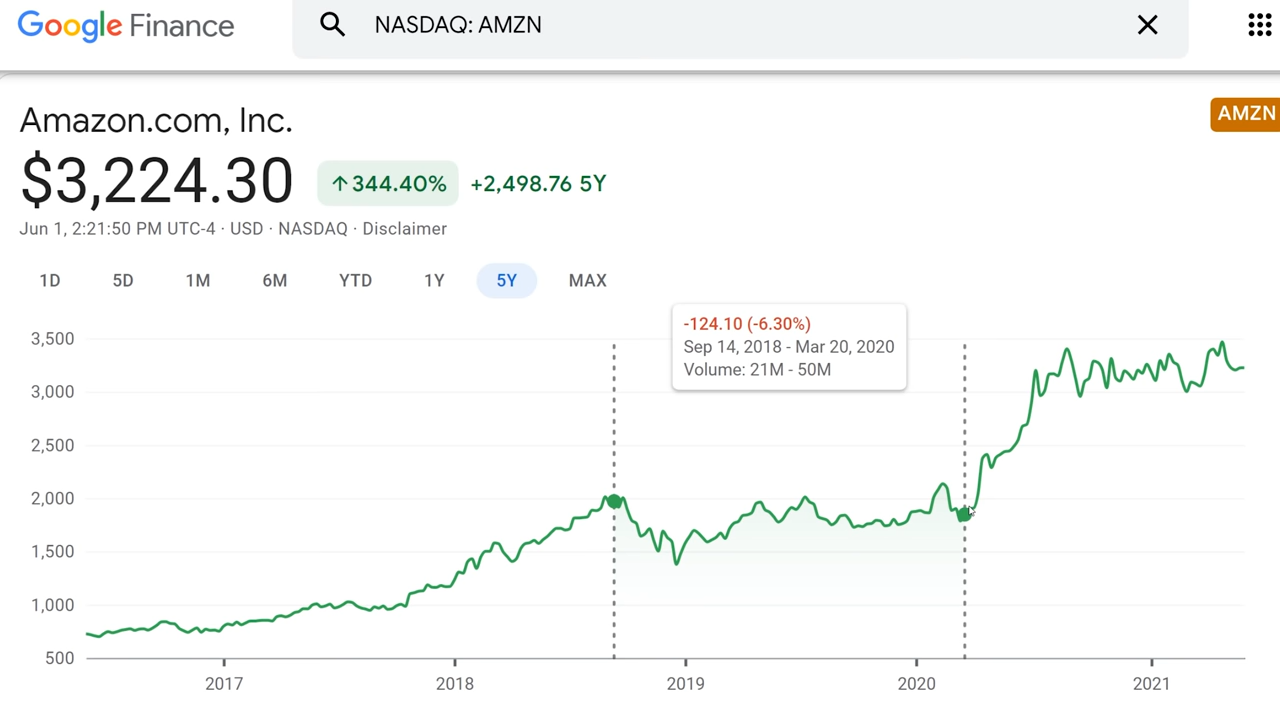 Google Finance
NASDAQ: AMZN
Amazon.com, Inc.
AMZN
$3,224.30
↑344.40%
+2,498.76 5Y
Jun 1, 2:21:50 PM UTC-4 · USD · NASDAQ · Disclaimer
1D 5D 1M 6M YTD 1Y 5Y MAX
-124.10 (-6.30%)
Sep 14, 2018 - Mar 20, 2020
Volume: 21M - 50M
3,500
3,000
2,500
2,000
1,500
1,000
500
2017 2018 2019 2020 2021